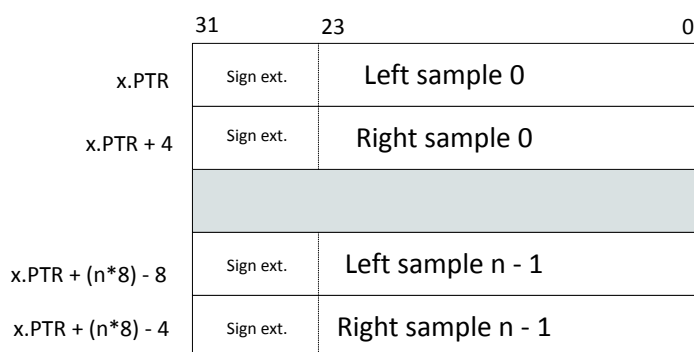 31 23 0
x.PTR Sign ext. Left sample 0
x.PTR + 4 Sign ext. Right sample 0
x.PTR + (n*8) - 8 Sign ext. Left sample n - 1
x.PTR + (n*8) - 4 Sign ext. Right sample n - 1